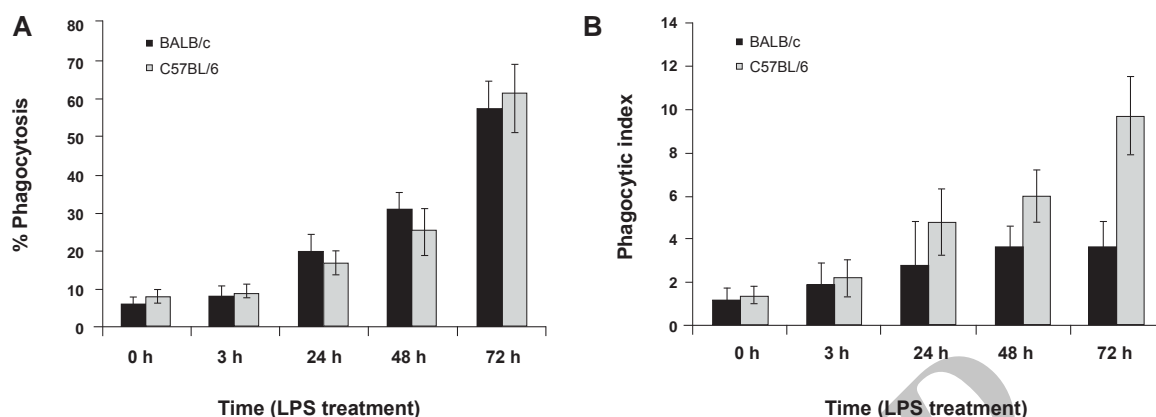 A
BALB/c
C57BL/6
% Phagocytosis
80
70
60
50
40
30
20
10
0
0 h 3 h 24 h 48 h 72 h
Time (LPS treatment)
B
BALB/c
C57BL/6
Phagocytic index
14
12
10
8
6
4
2
0
0 h 3 h 24 h 48 h 72 h
Time (LPS treatment)